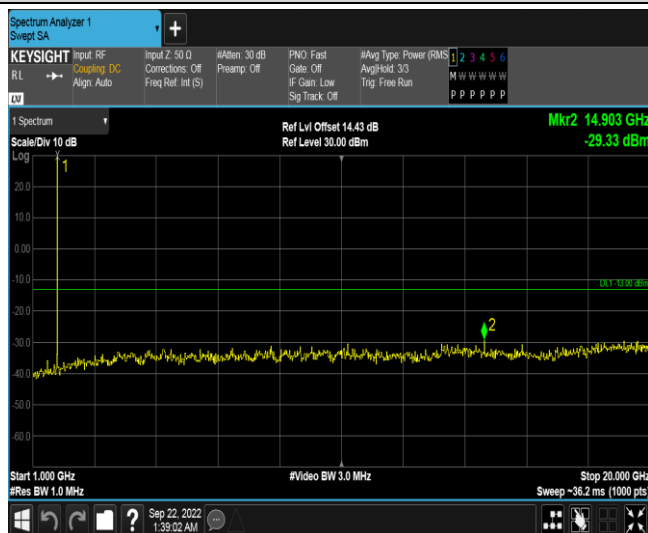 Spectrum Analyzer 1
Swept SA
+
KEYSIGHT Input: RF Input Z: 50 Ω #Atten: 30 dB PNO: Fast #Avg Type: Power (RMS 1 2 3 4 5 6
RL Coupling: DC Corrections: Off Preamp: Off Gate: Off Avg|Hold: 3/3 M W W W W W
Align: Auto Freq Ref: Int (S) IF Gain: Low Trig: Free Run
Sig Track: Off P P P P P P
LXI
1 Spectrum Ref Lvl Offset 14.43 dB Mkr2 14.903 GHz
Scale/Div 10 dB Ref Level 30.00 dBm -29.33 dBm
Log
1
20.0
10.0
0.00
-10.0
DL1 -13.00 dBm
-20.0
2
-30.0
-40.0
-50.0
-60.0
Start 1.000 GHz #Video BW 3.0 MHz Stop 20.000 GHz
#Res BW 1.0 MHz Sweep ~36.2 ms (1000 pts)
? Sep 22, 2022
1:39:02 AM